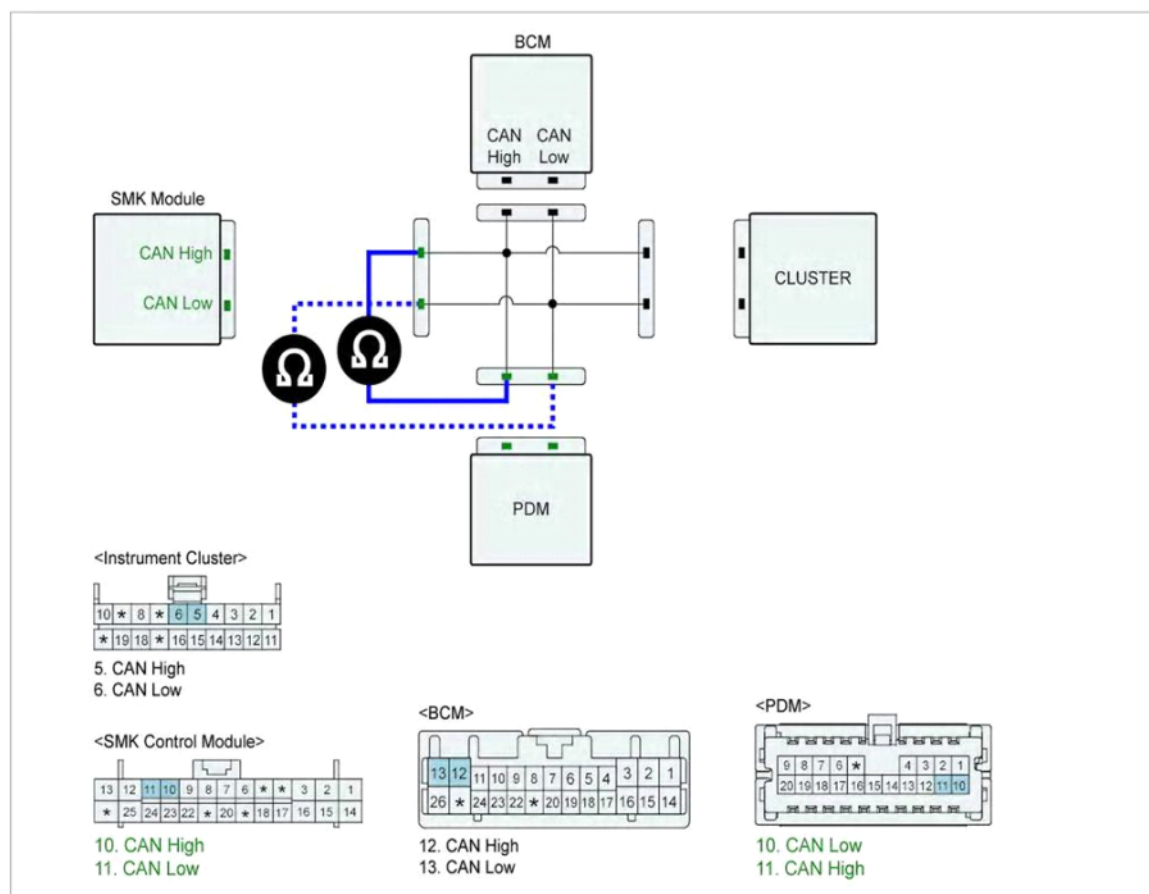 BCM
CAN CAN
High Low
SMK Module
CAN High
CAN Low
CLUSTER
Ω
Ω
PDM
<Instrument Cluster>
10 * 8 * 6 5 4 3 2 1
* 19 18 * 16 15 14 13 12 11
5. CAN High
6. CAN Low
<SMK Control Module>
13 12 11 10 9 8 7 6 * * 3 2 1
* 25 24 23 22 * 20 * 18 17 16 15 14
10. CAN High
11. CAN Low
<BCM>
13 12 11 10 9 8 7 6 5 4 3 2 1
26 * 24 23 22 * 20 19 18 17 16 15 14
12. CAN High
13. CAN Low
<PDM>
9 8 7 6 * 4 3 2 1
20 19 18 17 16 15 14 13 12 11 10
10. CAN Low
11. CAN High